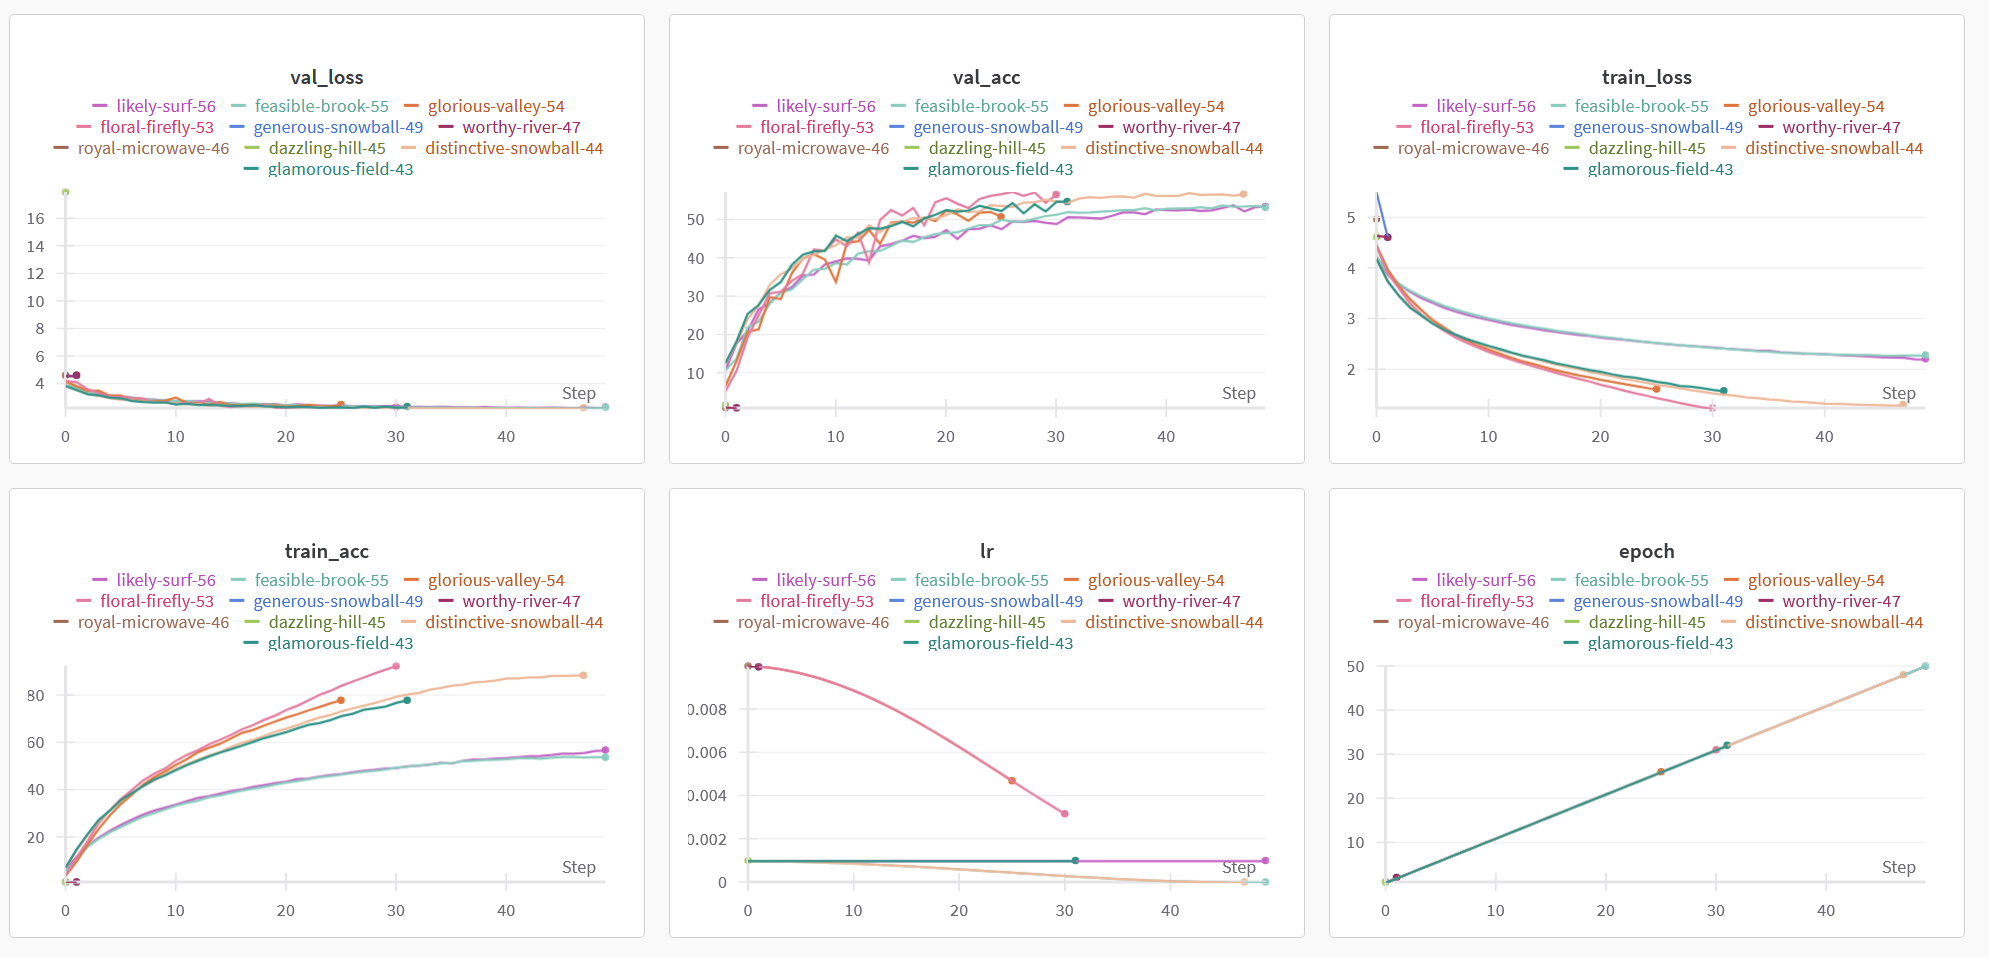 val_loss
likely-surf-56 feasible-brook-55 glorious-valley-54
floral-firefly-53 generous-snowball-49 worthy-river-47
royal-microwave-46 dazzling-hill-45 distinctive-snowball-44
glamorous-field-43
16
14
12
10
8
6
4
Step
0 10 20 30 40
val_acc
likely-surf-56 feasible-brook-55 glorious-valley-54
floral-firefly-53 generous-snowball-49 worthy-river-47
royal-microwave-46 dazzling-hill-45 distinctive-snowball-44
glamorous-field-43
50
40
30
20
10
Step
0 10 20 30 40
train_loss
likely-surf-56 feasible-brook-55 glorious-valley-54
floral-firefly-53 generous-snowball-49 worthy-river-47
royal-microwave-46 dazzling-hill-45 distinctive-snowball-44
glamorous-field-43
5
4
3
2
Step
0 10 20 30 40
train_acc
likely-surf-56 feasible-brook-55 glorious-valley-54
floral-firefly-53 generous-snowball-49 worthy-river-47
royal-microwave-46 dazzling-hill-45 distinctive-snowball-44
glamorous-field-43
80
60
40
20
Step
0 10 20 30 40
lr
likely-surf-56 feasible-brook-55 glorious-valley-54
floral-firefly-53 generous-snowball-49 worthy-river-47
royal-microwave-46 dazzling-hill-45 distinctive-snowball-44
glamorous-field-43
0.008
0.006
0.004
0.002
0
Step
0 10 20 30 40
epoch
likely-surf-56 feasible-brook-55 glorious-valley-54
floral-firefly-53 generous-snowball-49 worthy-river-47
royal-microwave-46 dazzling-hill-45 distinctive-snowball-44
glamorous-field-43
50
40
30
20
10
Step
0 10 20 30 40